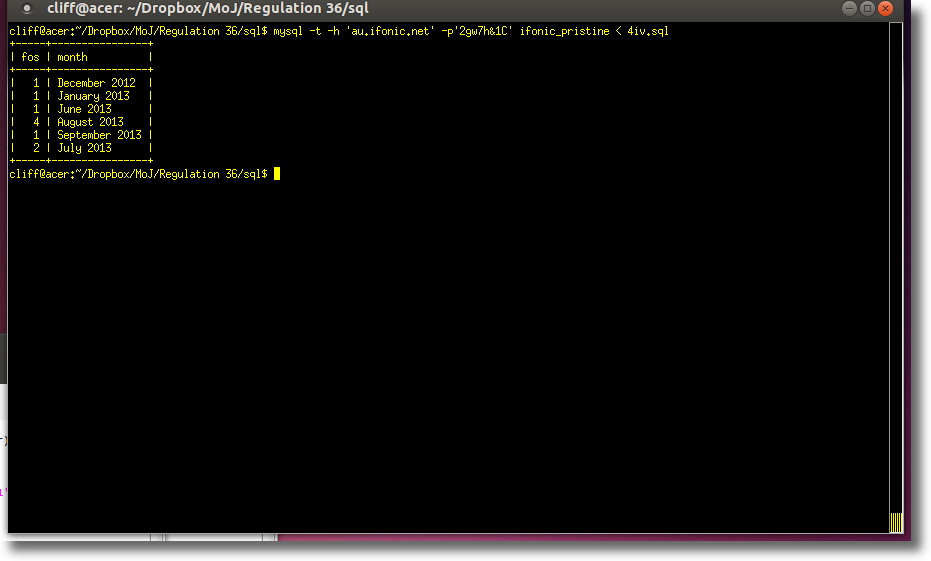 cliff@acer: ~/Dropbox/MoJ/Regulation 36/sql
cliff@acer:~/Dropbox/MoJ/Regulation 36/sql$ mysql -t -h 'au.ifonic.net' -p'2gw7h&1C' ifonic_pristine < 4iv.sql
+-----+----------------+
| fos | month          |
+-----+----------------+
|   1 | December 2012  |
|   1 | January 2013   |
|   1 | June 2013      |
|   4 | August 2013    |
|   1 | September 2013 |
|   2 | July 2013      |
+-----+----------------+
cliff@acer:~/Dropbox/MoJ/Regulation 36/sql$